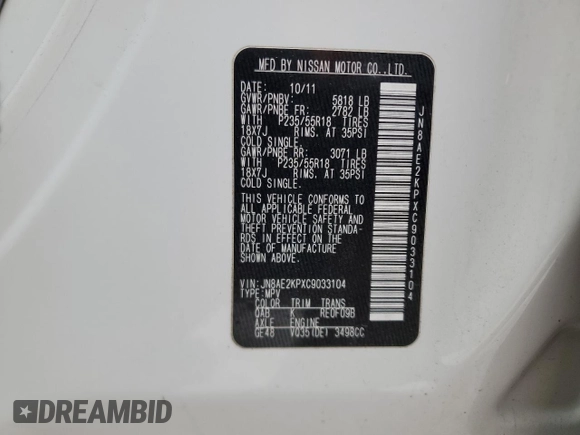 MFD BY NISSAN MOTOR CO.,LTD.
DATE: 10/11
GVWR/PNBV: 5818 LB
GAWR/PNBE FR: 2782 LB
WITH P235/55R18 TIRES
18X7J RIMS. AT 35PSI
COLD SINGLE.
GAWR/PNBE RR: 3071 LB
WITH P235/55R18 TIRES
18X7J RIMS. AT 35PSI
COLD SINGLE.
THIS VEHICLE CONFORMS TO
ALL APPLICABLE FEDERAL
MOTOR VEHICLE SAFETY AND
THEFT PREVENTION STANDA-
RDS IN EFFECT ON THE
DATE OF MANUFACTURE
SHOWN ABOVE.
VIN: JN8AE2KPXC9033104
TYPE: MPV
COLOR TRIM TRANS
QAB K RE0F09B
AXLE ENGINE
GE48 VQ35(DE) 3498CC
JN8AE2KPXC9033104
DREAMBID